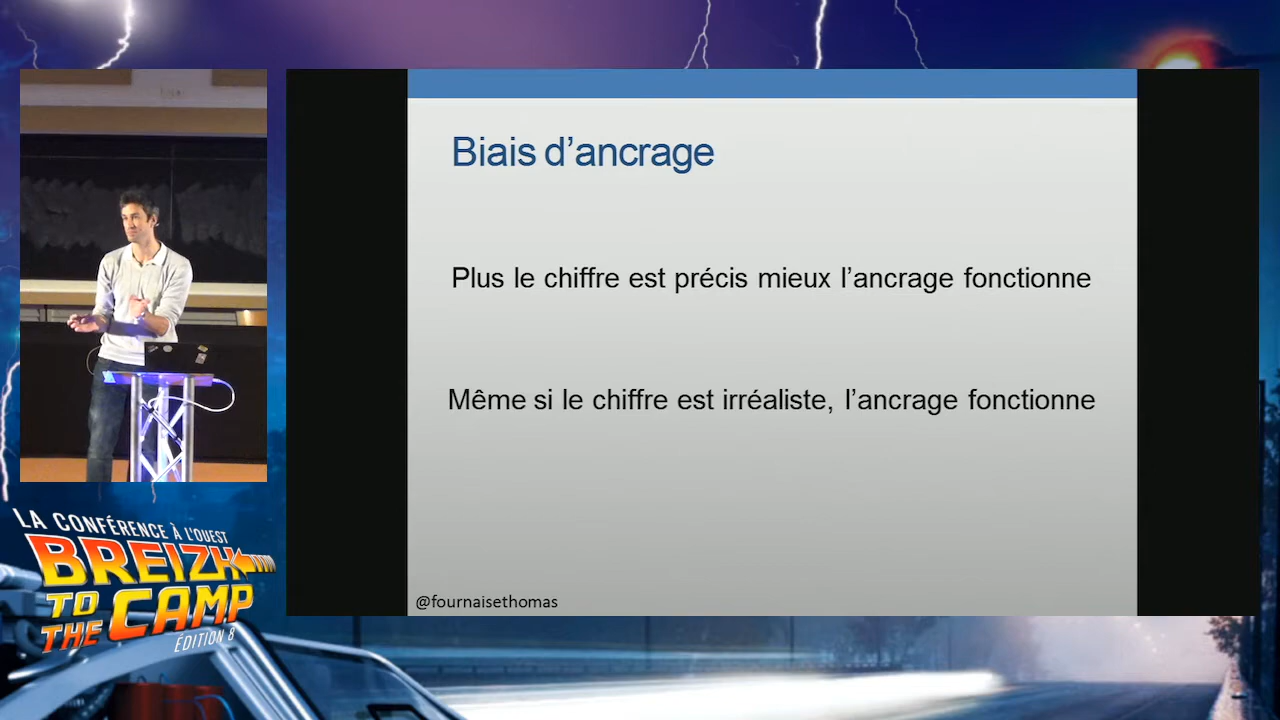 Biais d’ancrage
Plus le chiffre est précis mieux l’ancrage fonctionne
Même si le chiffre est irréaliste, l’ancrage fonctionne
@fournaisethomas
LA CONFÉRENCE À L'OUEST
BREIZH
TO CAMP
THE
ÉDITION 8